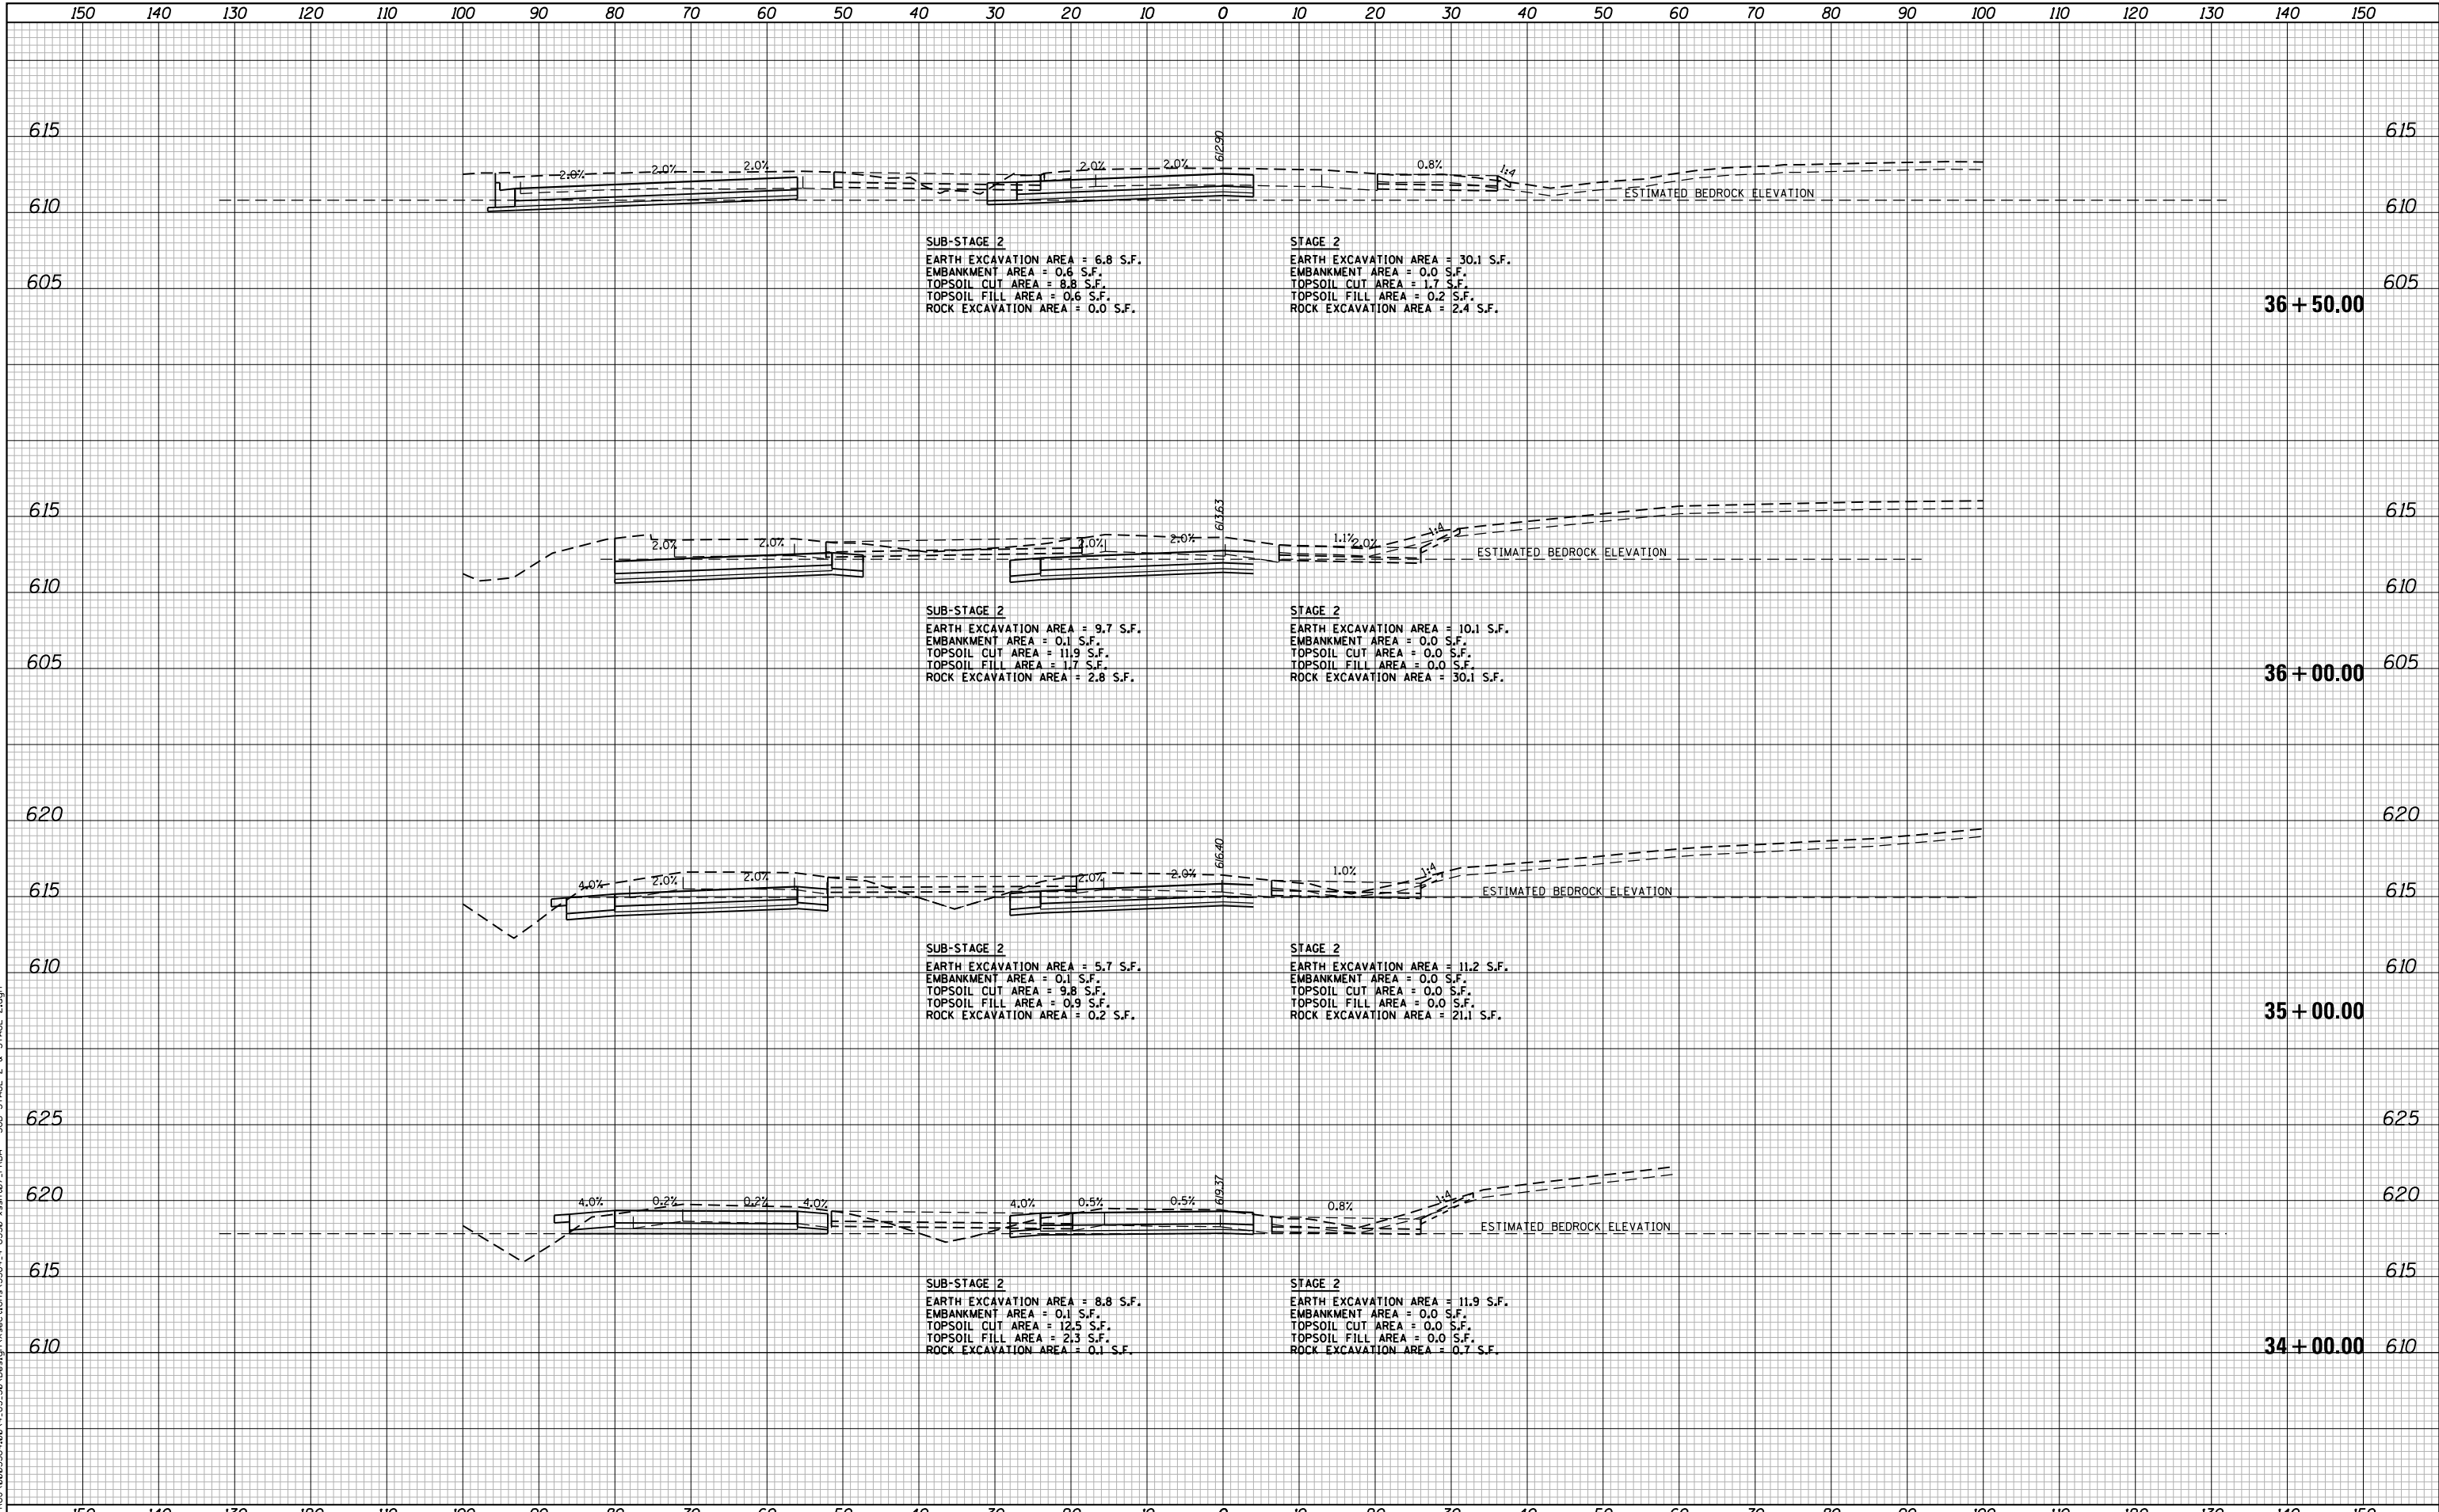 150 140 130 120 110 100 90 80 70 60 50 40 30 20 10 0 10 20 30 40 50 60 70 80 90 100 110 120 130 140 150
615 612.90 615
2.0% 2.0% 2.0% 2.0% 2.0% 0.8% 1:4
ESTIMATED BEDROCK ELEVATION
610 610
SUB-STAGE 2
EARTH EXCAVATION AREA = 6.8 S.F.
EMBANKMENT AREA = 0.6 S.F.
TOPSOIL CUT AREA = 8.8 S.F.
TOPSOIL FILL AREA = 0.6 S.F.
ROCK EXCAVATION AREA = 0.0 S.F.
STAGE 2
EARTH EXCAVATION AREA = 30.1 S.F.
EMBANKMENT AREA = 0.0 S.F.
TOPSOIL CUT AREA = 1.7 S.F.
TOPSOIL FILL AREA = 0.2 S.F.
ROCK EXCAVATION AREA = 2.4 S.F.
605 605
36+50.00
615 613.63 615
2.0% 2.0% 2.0% 2.0% 1.1% 2.0% 1:4
ESTIMATED BEDROCK ELEVATION
610 610
SUB-STAGE 2
EARTH EXCAVATION AREA = 9.7 S.F.
EMBANKMENT AREA = 0.1 S.F.
TOPSOIL CUT AREA = 11.9 S.F.
TOPSOIL FILL AREA = 1.7 S.F.
ROCK EXCAVATION AREA = 2.8 S.F.
STAGE 2
EARTH EXCAVATION AREA = 10.1 S.F.
EMBANKMENT AREA = 0.0 S.F.
TOPSOIL CUT AREA = 0.0 S.F.
TOPSOIL FILL AREA = 0.0 S.F.
ROCK EXCAVATION AREA = 30.1 S.F.
605 605
36+00.00
620 620
616.40
4.0% 2.0% 2.0% 2.0% 2.0% 1.0% 1:4
615 ESTIMATED BEDROCK ELEVATION 615
SUB-STAGE 2
EARTH EXCAVATION AREA = 5.7 S.F.
EMBANKMENT AREA = 0.1 S.F.
TOPSOIL CUT AREA = 9.8 S.F.
TOPSOIL FILL AREA = 0.9 S.F.
ROCK EXCAVATION AREA = 0.2 S.F.
STAGE 2
EARTH EXCAVATION AREA = 11.2 S.F.
EMBANKMENT AREA = 0.0 S.F.
TOPSOIL CUT AREA = 0.0 S.F.
TOPSOIL FILL AREA = 0.0 S.F.
ROCK EXCAVATION AREA = 21.1 S.F.
610 610
35+00.00
625 625
620 619.37 620
4.0% 0.2% 0.2% 4.0% 4.0% 0.5% 0.5% 0.8% 1:4
ESTIMATED BEDROCK ELEVATION
615 615
SUB-STAGE 2
EARTH EXCAVATION AREA = 8.8 S.F.
EMBANKMENT AREA = 0.1 S.F.
TOPSOIL CUT AREA = 12.5 S.F.
TOPSOIL FILL AREA = 2.3 S.F.
ROCK EXCAVATION AREA = 0.1 S.F.
STAGE 2
EARTH EXCAVATION AREA = 11.9 S.F.
EMBANKMENT AREA = 0.0 S.F.
TOPSOIL CUT AREA = 0.0 S.F.
TOPSOIL FILL AREA = 0.0 S.F.
ROCK EXCAVATION AREA = 0.7 S.F.
610 34+00.00 610